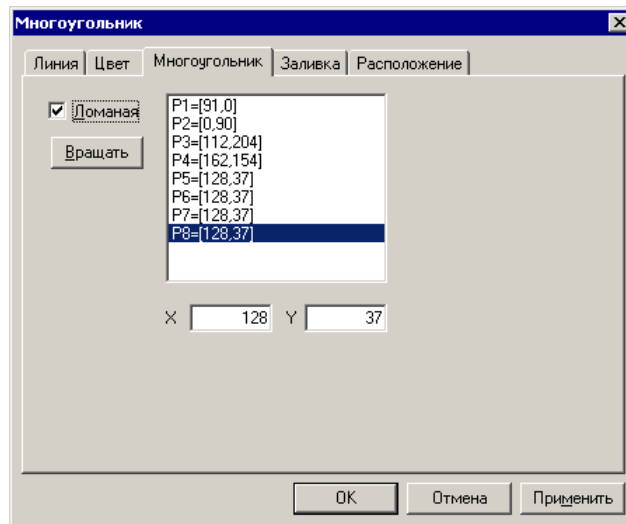 Многоугольник
Линия Цвет Многоугольник Заливка Расположение
Ломаная
Вращать
P1=[91,0]
P2=[0,90]
P3=[112,204]
P4=[162,154]
P5=[128,37]
P6=[128,37]
P7=[128,37]
P8=[128,37]
X 128 Y 37
OK Отмена Применить